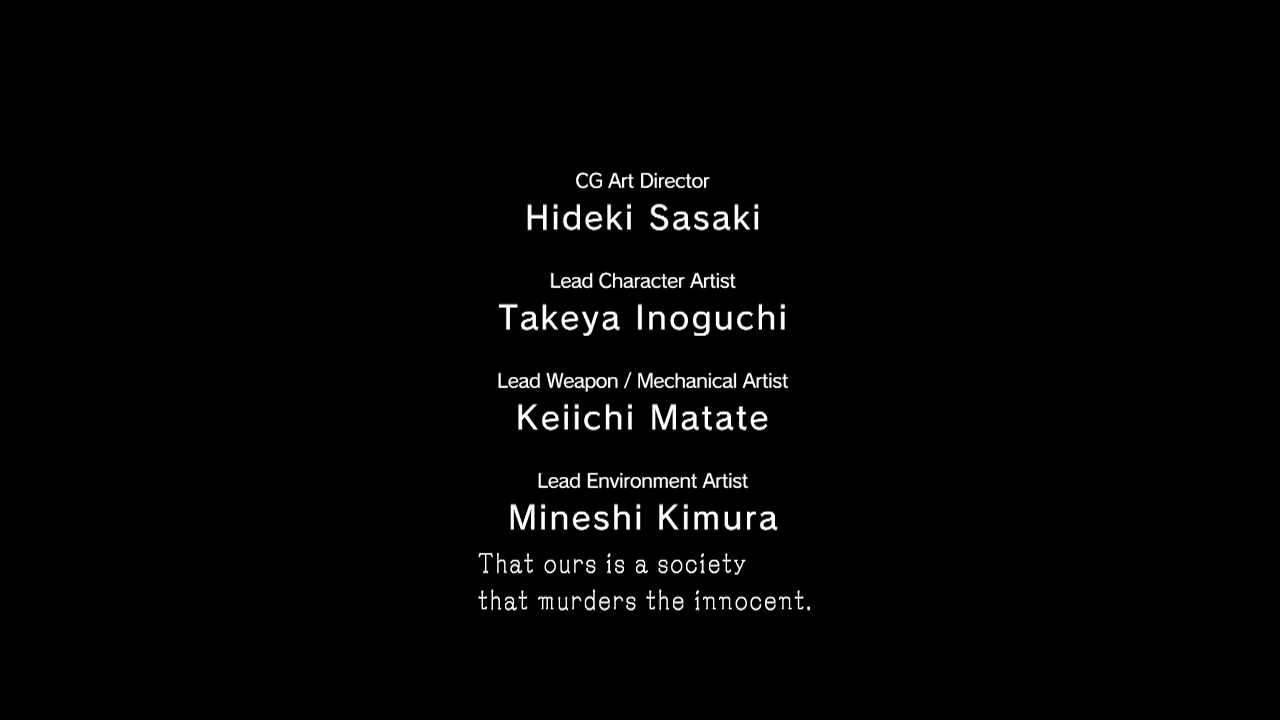 CG Art Director
Hideki Sasaki
Lead Character Artist
Takeya Inoguchi
Lead Weapon / Mechanical Artist
Keiichi Matate
Lead Environment Artist
Mineshi Kimura
That ours is a society
that murders the innocent.